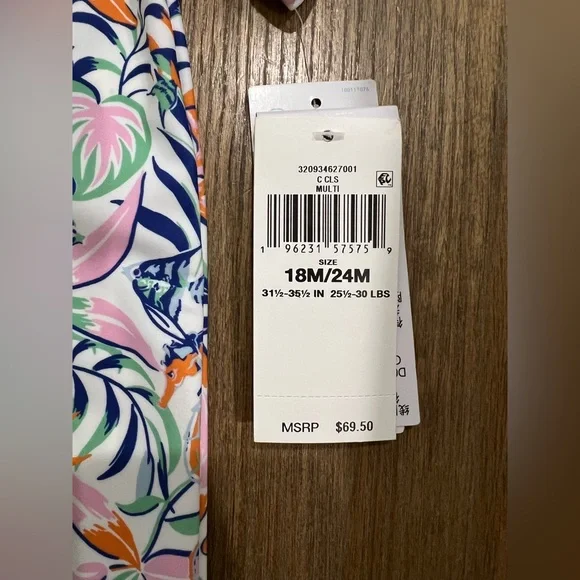 320934627001
C CLS
MULTI
1 96231 57575 9
SIZE
18M/24M
31½-35½ IN 25½-30 LBS
MSRP $69.50